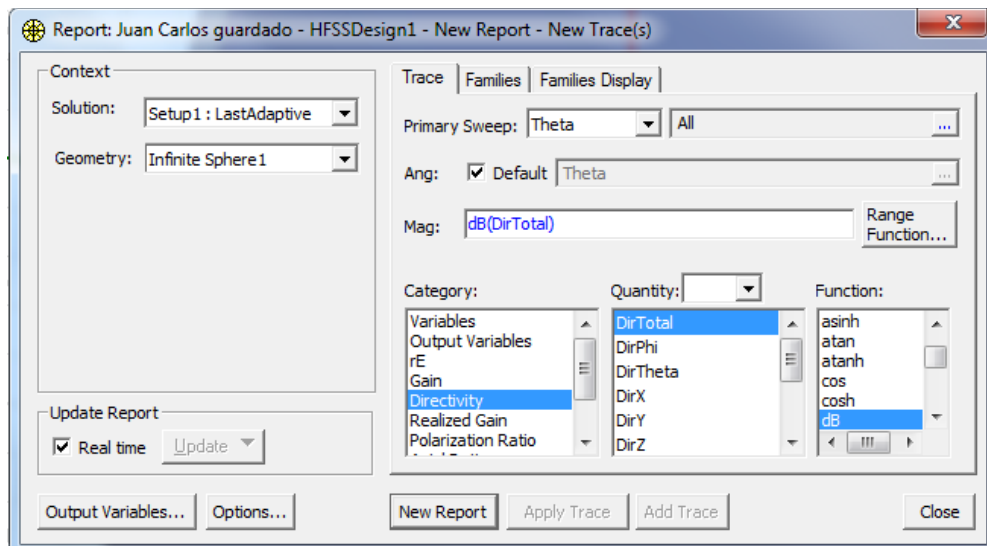 Report: Juan Carlos guardado - HFSSDesign1 - New Report - New Trace(s)
Context
Solution: Setup1 : LastAdaptive
Geometry: Infinite Sphere1
Update Report
Real time Update
Output Variables... Options...
Trace Families Families Display
Primary Sweep: Theta All ...
Ang: Default Theta ...
Mag: dB(DirTotal) Range Function...
Category:
Variables
Output Variables
rE
Gain
Directivity
Realized Gain
Polarization Ratio
Quantity:
DirTotal
DirPhi
DirTheta
DirX
DirY
DirZ
Function:
asinh
atan
atanh
cos
cosh
dB
New Report Apply Trace Add Trace Close